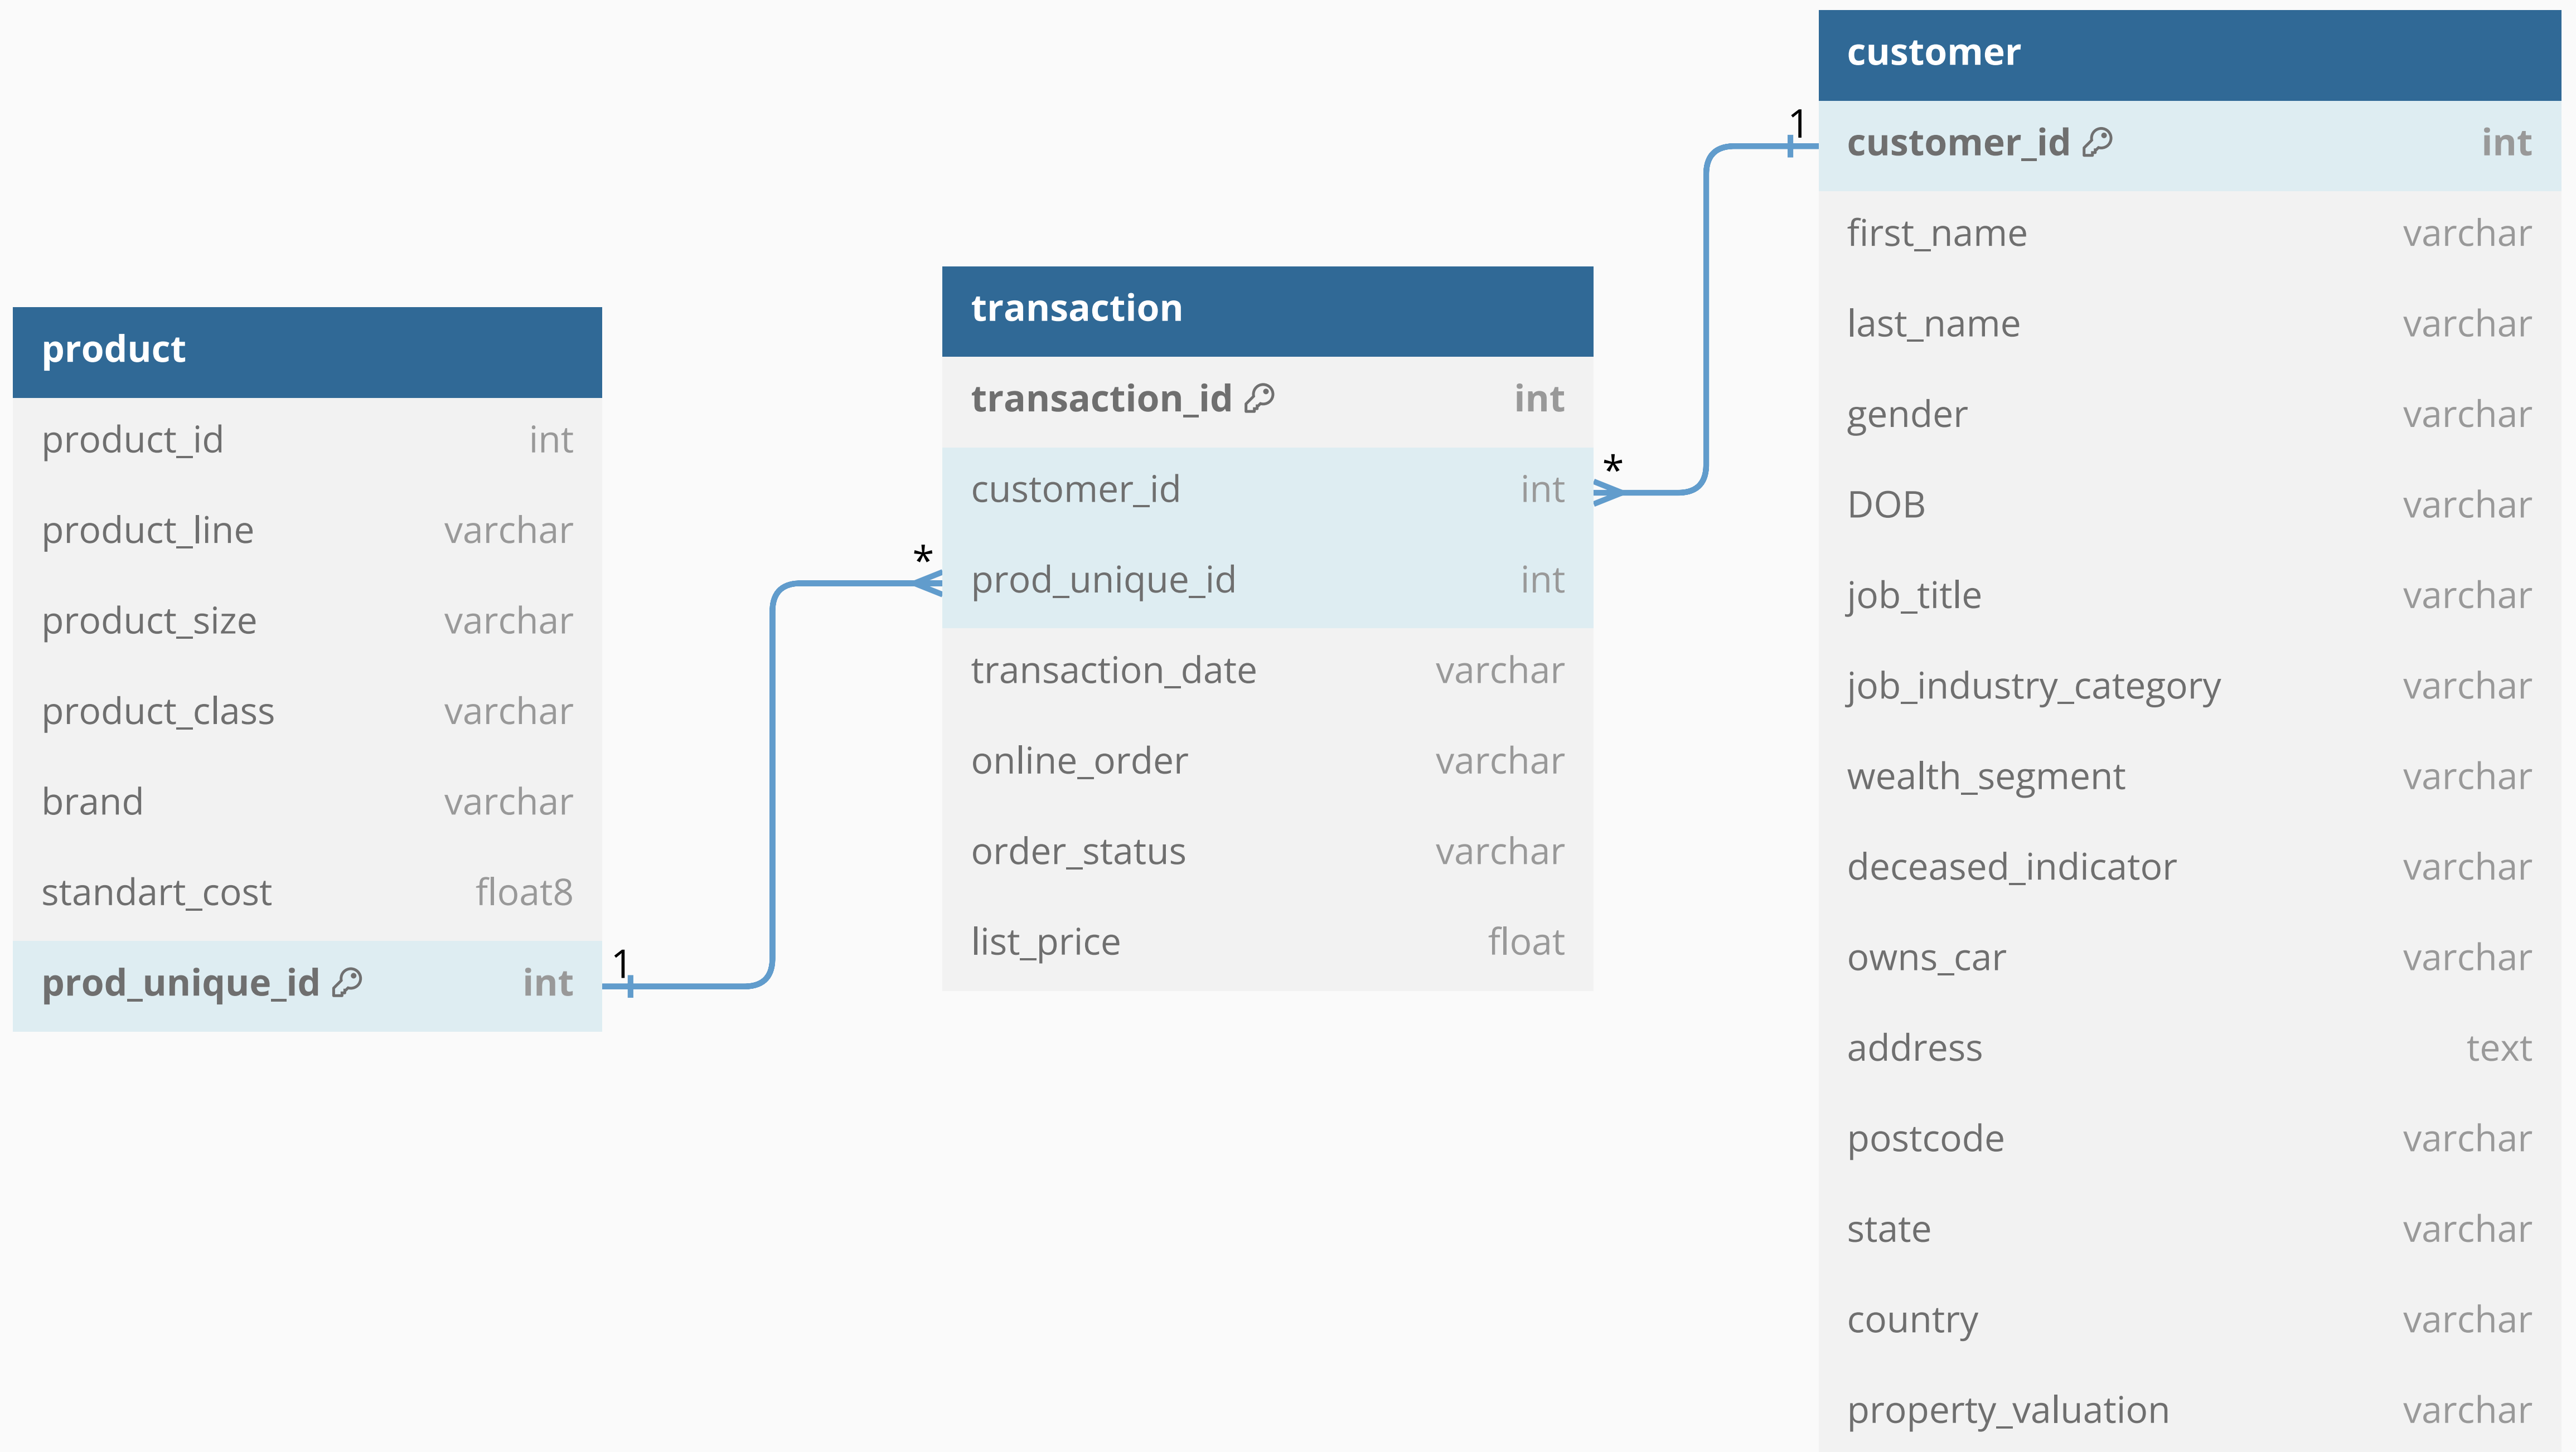 product
product_id int
product_line varchar
product_size varchar
product_class varchar
brand varchar
standart_cost float8
prod_unique_id int
1
*
transaction
transaction_id int
customer_id int
prod_unique_id int
transaction_date varchar
online_order varchar
order_status varchar
list_price float
*
1
customer
customer_id int
first_name varchar
last_name varchar
gender varchar
DOB varchar
job_title varchar
job_industry_category varchar
wealth_segment varchar
deceased_indicator varchar
owns_car varchar
address text
postcode varchar
state varchar
country varchar
property_valuation varchar